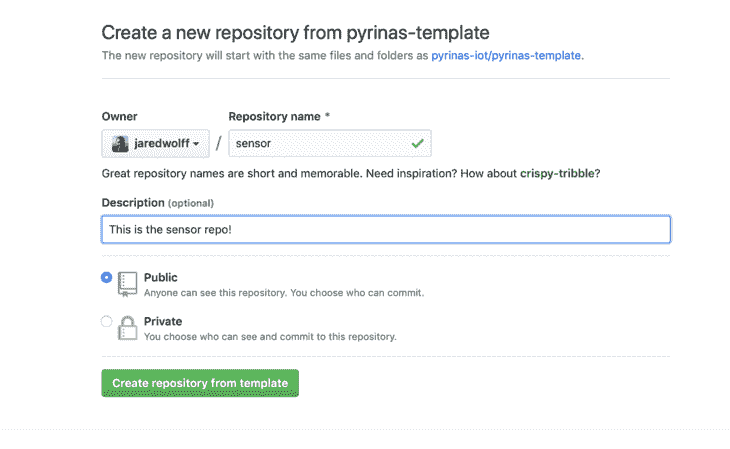 Create a new repository from pyrinas-template
The new repository will start with the same files and folders as pyrinas-iot/pyrinas-template.
Owner
Repository name *
jaredwolff / sensor
Great repository names are short and memorable. Need inspiration? How about crispy-tribble?
Description (optional)
This is the sensor repo!
Public
Anyone can see this repository. You choose who can commit.
Private
You choose who can see and commit to this repository.
Create repository from template